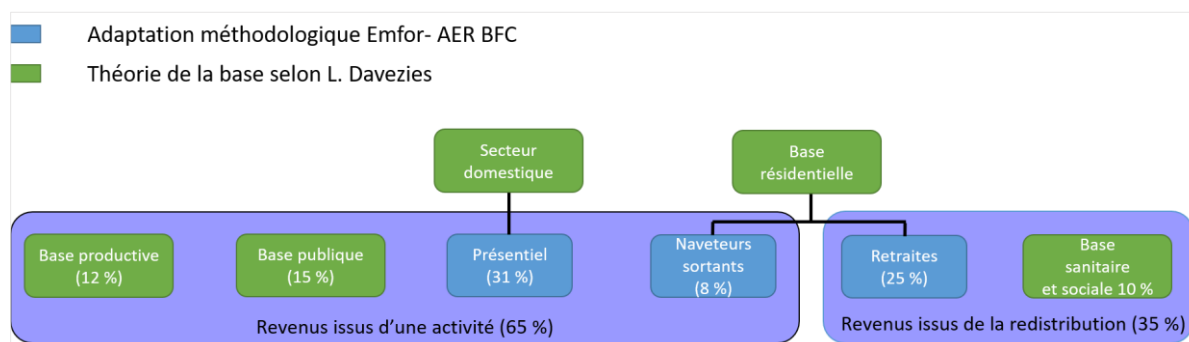 Adaptation méthodologique Emfor- AER BFC
Théorie de la base selon L. Davezies
Secteur
domestique
Base
résidentielle
Base productive
(12 %)
Base publique
(15 %)
Présentiel
(31 %)
Naveteurs
sortants
(8 %)
Retraites
(25 %)
Base
sanitaire
et sociale 10 %
Revenus issus d’une activité (65 %)
Revenus issus de la redistribution (35 %)